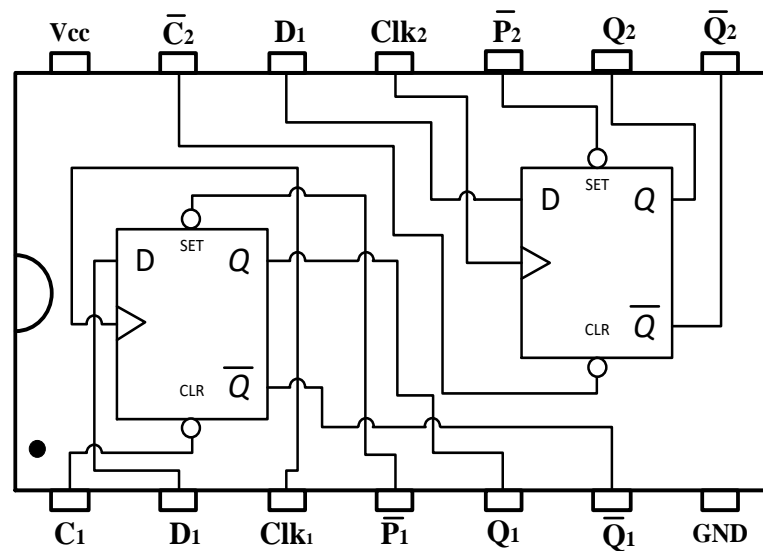 Vcc C̅₂ D₁ Clk₂ P̅₂ Q₂ Q̅₂
SET
D Q
CLR Q̅
SET
D Q
CLR Q̅
C₁ D₁ Clk₁ P̅₁ Q₁ Q̅₁ GND